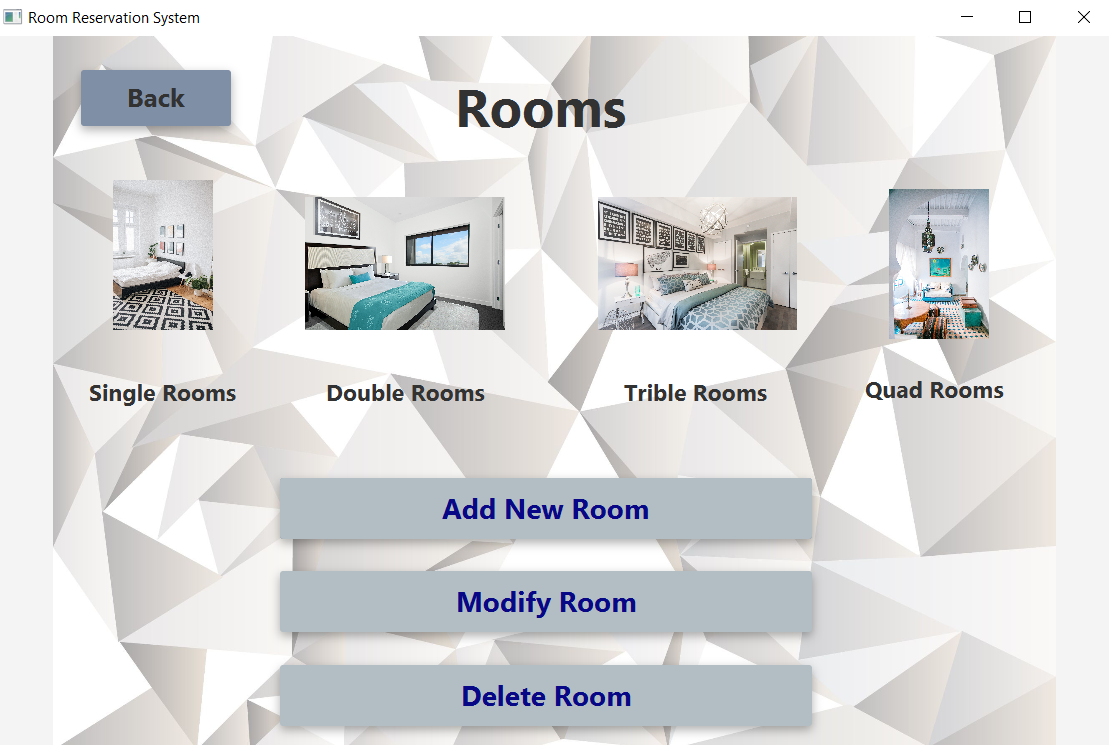 Room Reservation System
Back
Rooms
Single Rooms
Double Rooms
Trible Rooms
Quad Rooms
Add New Room
Modify Room
Delete Room